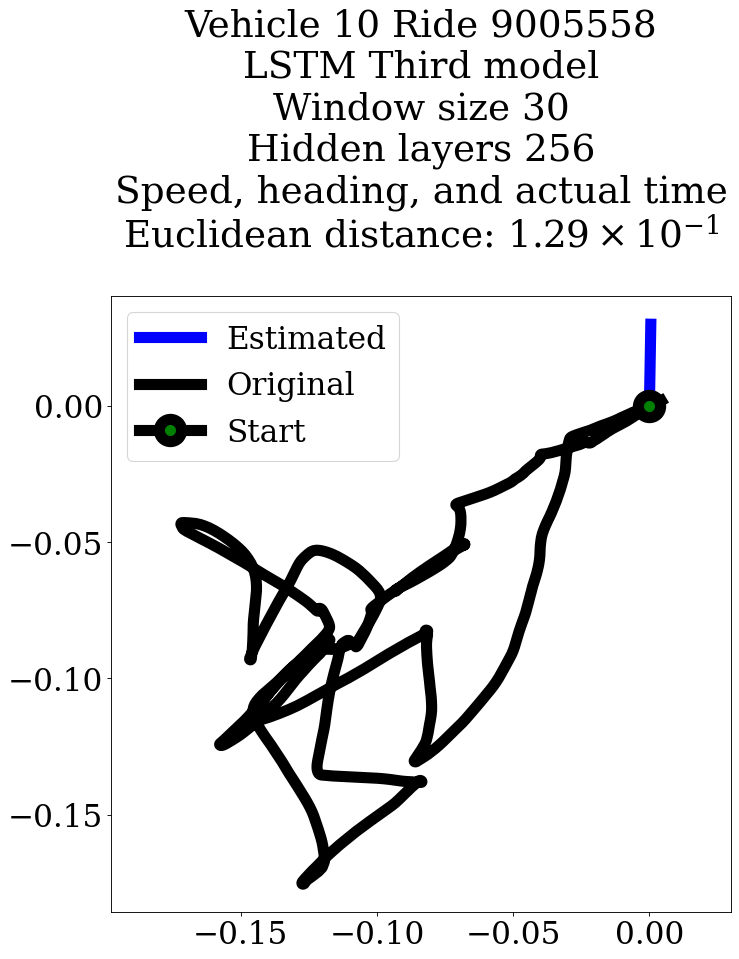 Vehicle 10 Ride 9005558
LSTM Third model
Window size 30
Hidden layers 256
Speed, heading, and actual time
Euclidean distance: 1.29 × 10⁻¹
Estimated
Original
Start
0.00
−0.05
−0.10
−0.15
−0.15 −0.10 −0.05 0.00